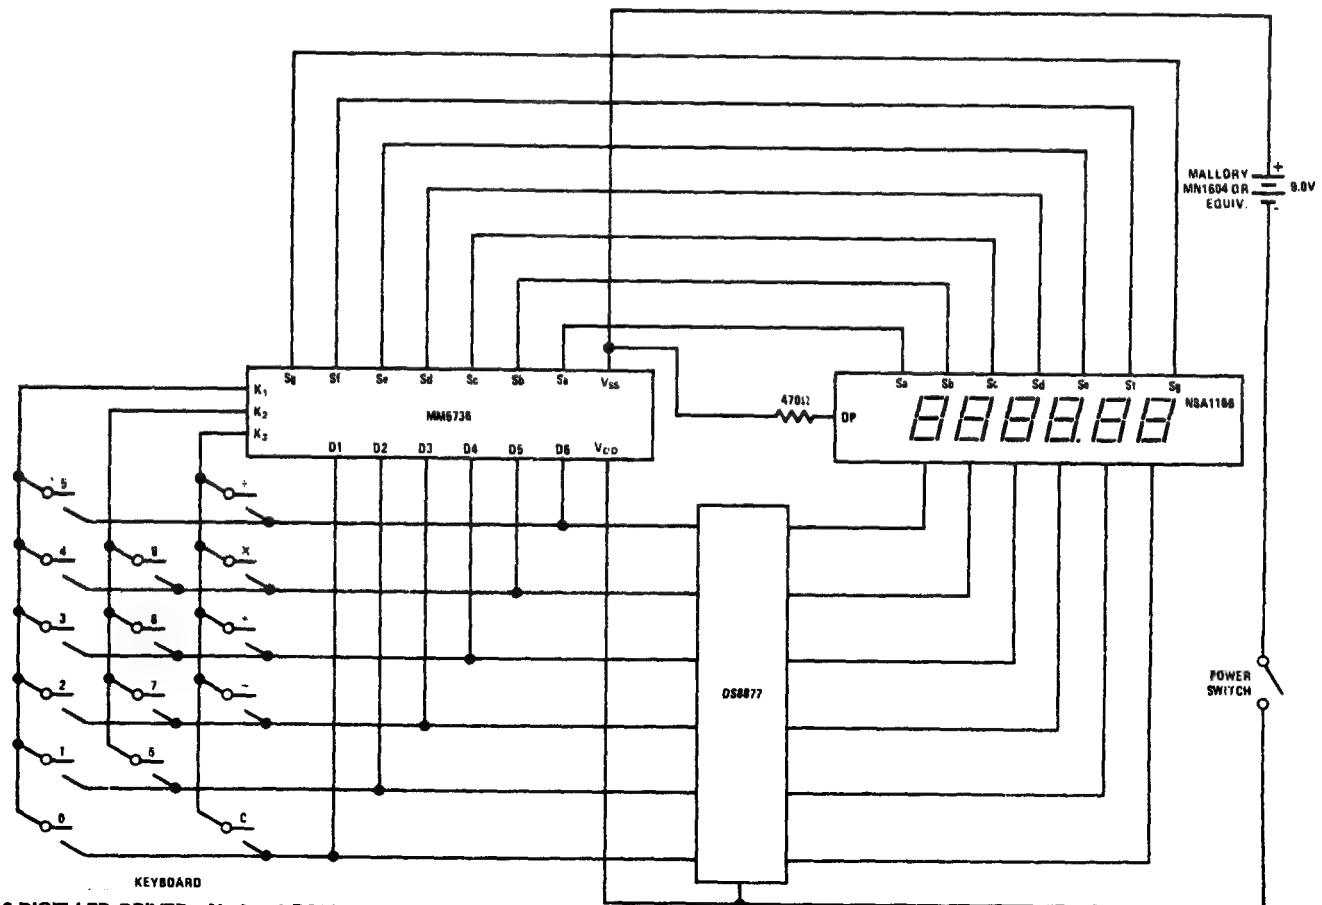 MALLORY
MN1604 OR
EQUIV.
+
9.0V
-
Sg Sf Se Sd Sc Sb Sa VSS
K1
K2
K3
MM5736
D1 D2 D3 D4 D5 D6 VDD
470Ω
Sa Sb Sc Sd Se Sf Sg
DP
888888
NSA1166
÷
4
9
×
3
8
+
2
7
-
1
0
C
DS8877
POWER
SWITCH
KEYBOARD